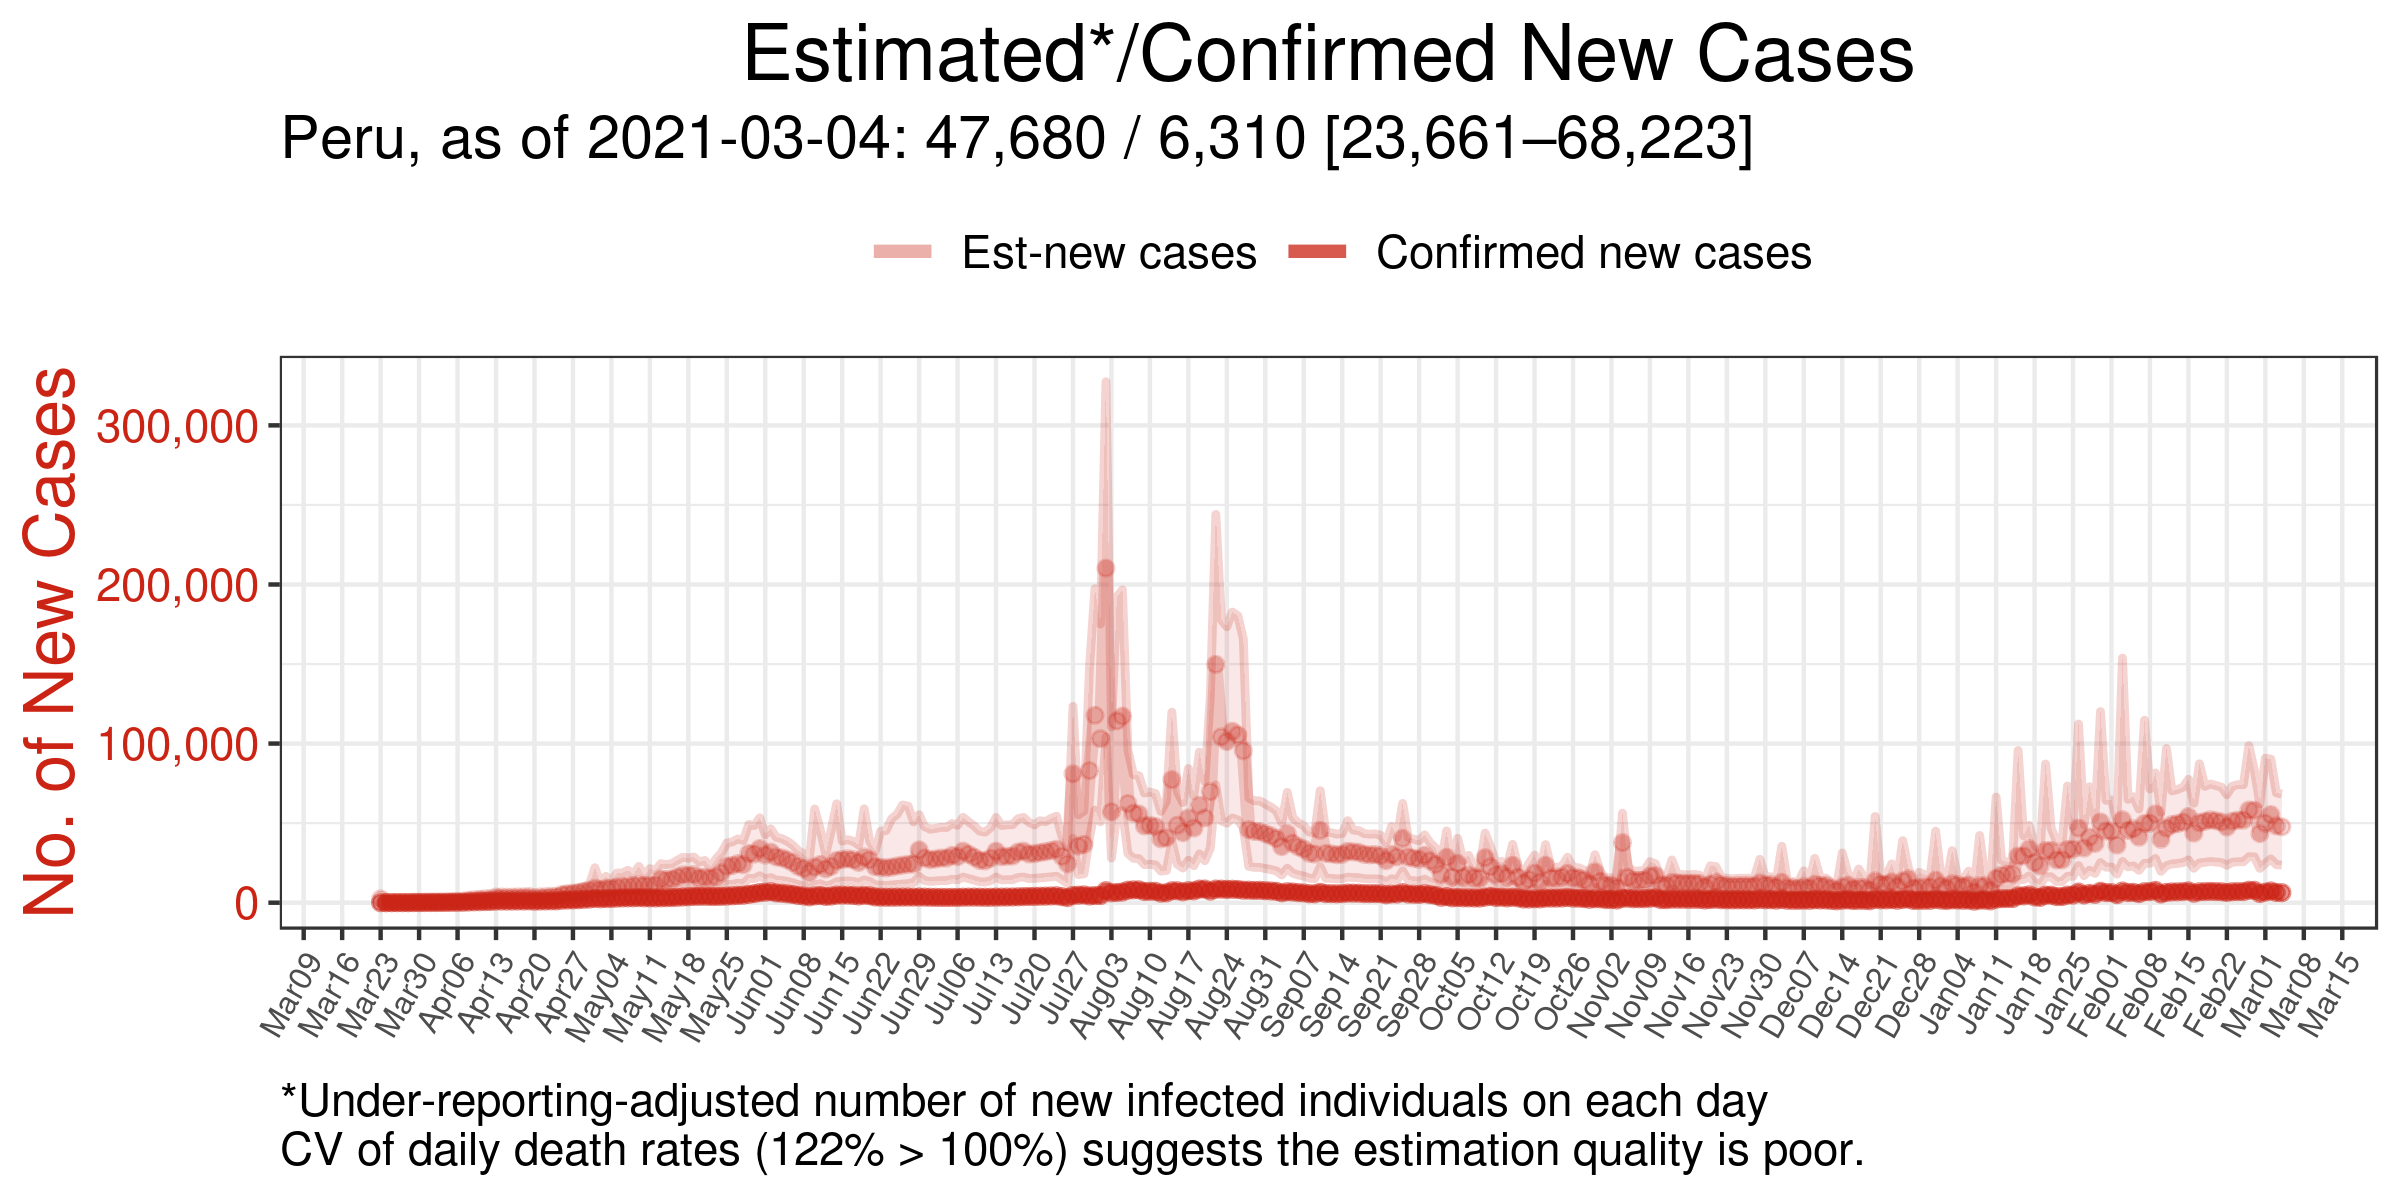 Estimated*/Confirmed New Cases
Peru, as of 2021-03-04: 47,680 / 6,310 [23,661–68,223]
Est-new cases
Confirmed new cases
No. of New Cases
300,000
200,000
100,000
0
Mar09
Mar16
Mar23
Mar30
Apr06
Apr13
Apr20
Apr27
May04
May11
May18
May25
Jun01
Jun08
Jun15
Jun22
Jun29
Jul06
Jul13
Jul20
Jul27
Aug03
Aug10
Aug17
Aug24
Aug31
Sep07
Sep14
Sep21
Sep28
Oct05
Oct12
Oct19
Oct26
Nov02
Nov09
Nov16
Nov23
Nov30
Dec07
Dec14
Dec21
Dec28
Jan04
Jan11
Jan18
Jan25
Feb01
Feb08
Feb15
Feb22
Mar01
Mar08
Mar15
*Under-reporting-adjusted number of new infected individuals on each day
CV of daily death rates (122% > 100%) suggests the estimation quality is poor.